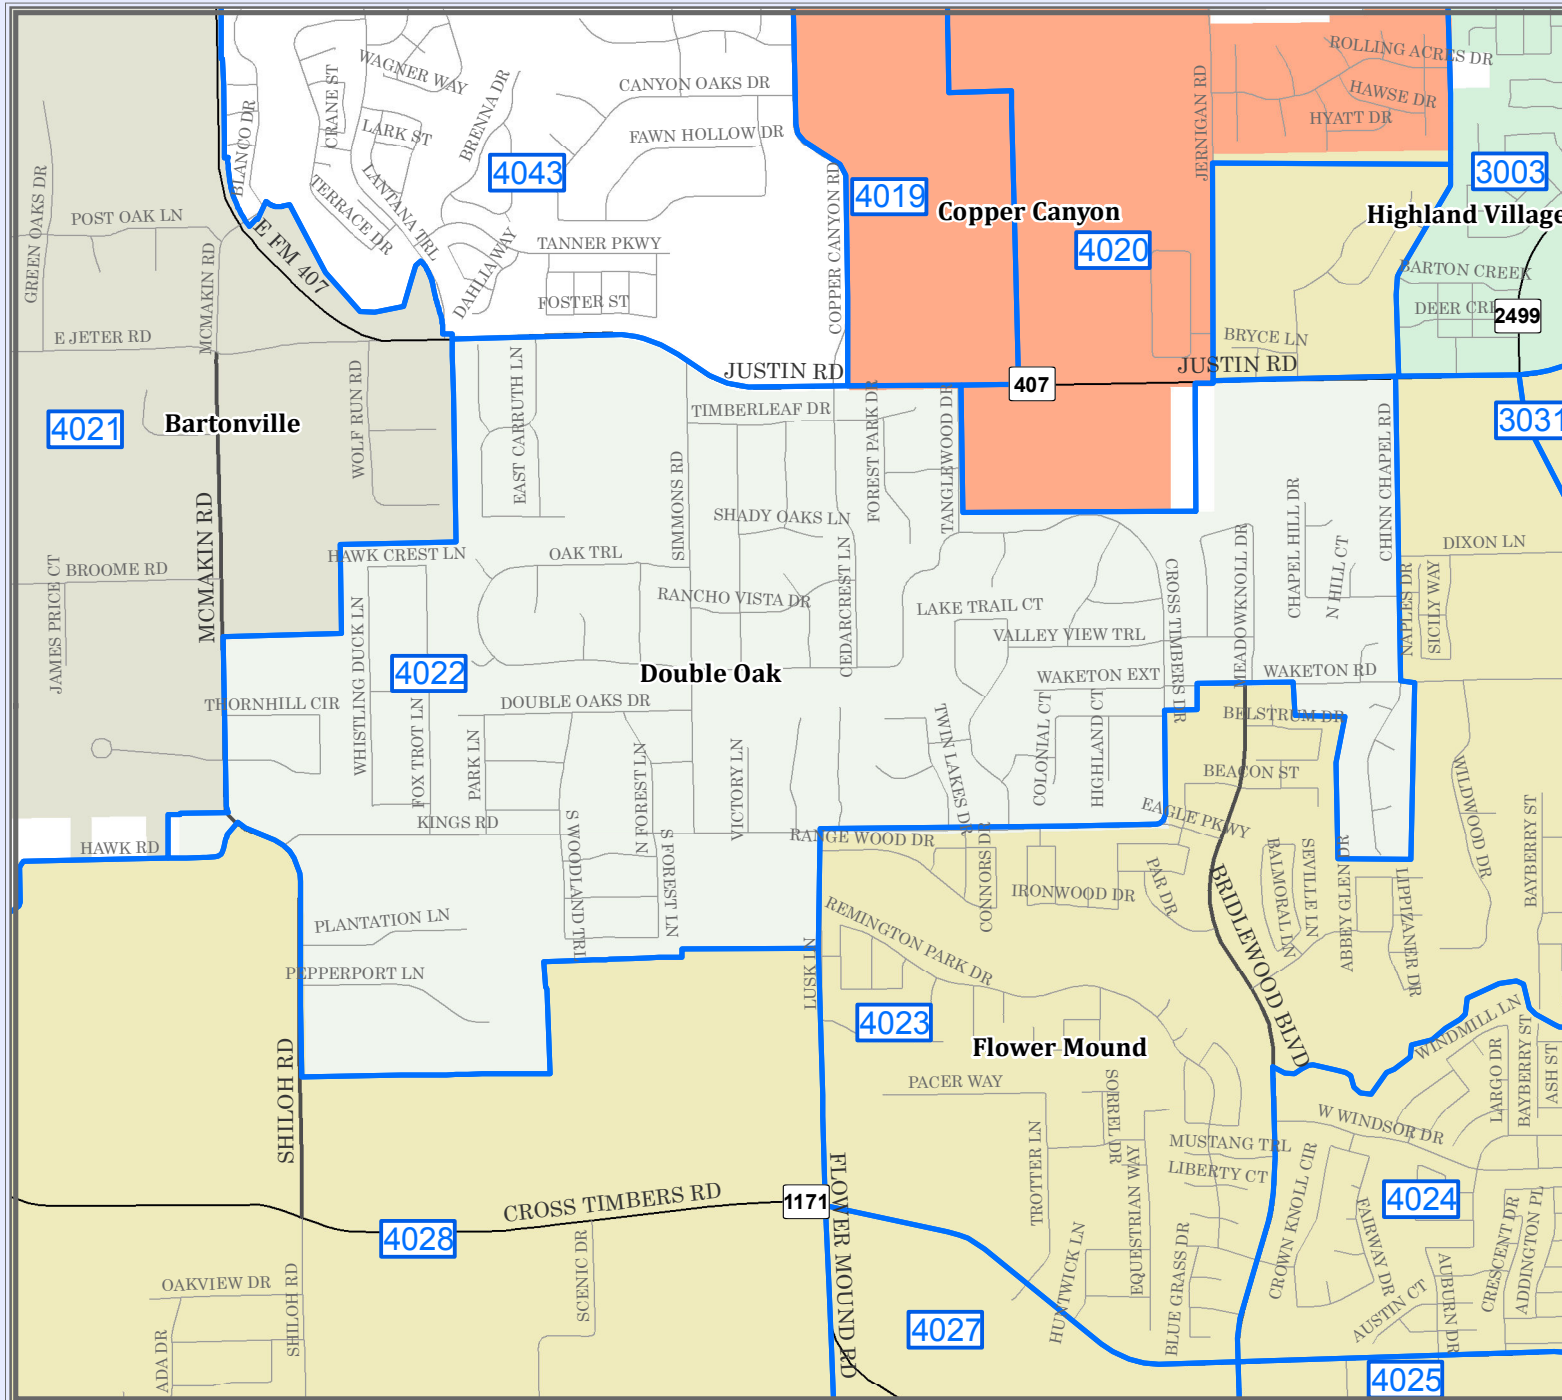 ROLLING ACRES DR
WAGNER WAY
CRANE ST
BRENNA DR
CANYON OAKS DR
JERNIGAN RD
HAWSE DR
BLANCO DR
LARK ST
FAWN HOLLOW DR
HYATT DR
4043
3003
GREEN OAKS DR
LANTANA TRL
COPPER CANYON RD
4019
TERRACE DR
Copper Canyon
Highland Village
POST OAK LN
E FM 407
DAHLIA WAY
TANNER PKWY
4020
MCMAKIN RD
BARTON CREEK
FOSTER ST
DEER CRE
2499
E JETER RD
BRYCE LN
JUSTIN RD
JUSTIN RD
407
WOLF RUN RD
EAST CARRUTH LN
TIMBERLEAF DR
FOREST PARK DR
TANGLEWOOD DR
4021
Bartonville
3031
CHINN CHAPEL RD
SIMMONS RD
SHADY OAKS LN
CHAPEL HILL DR
MCMAKIN RD
HAWK CREST LN
OAK TRL
DIXON LN
JAMES PRICE CT
BROOME RD
CEDARCREST LN
CROSS TIMBERS DR
MEADOWKNOLL DR
N HILL CT
NAPLES DR
SICILY WAY
WHISTLING DUCK LN
RANCHO VISTA DR
LAKE TRAIL CT
VALLEY VIEW TRL
4022
Double Oak
WAKETON EXT
WAKETON RD
THORNHILL CIR
FOX TROT LN
DOUBLE OAKS DR
TWIN LAKES DR
COLONIAL CT
HIGHLAND CT
BELSTRUM DR
PARK LN
N FOREST LN
VICTORY LN
BEACON ST
WILDWOOD DR
BAYBERRY ST
KINGS RD
S WOODLAND TRL
S FOREST LN
RANGE WOOD DR
CONNORS DR
EAGLE PKWY
HAWK RD
IRONWOOD DR
PAR DR
BRIDLEWOOD BLVD
BALMORAL LN
SEVILLE LN
ABBEY GLEN DR
LIPPIZANER DR
PLANTATION LN
REMINGTON PARK DR
PEPPERPORT LN
LUSK LN
4023
WINDMILL LN
Flower Mound
SHILOH RD
PACER WAY
SORREL DR
LARGO DR
BAYBERRY ST
ASH ST
W WINDSOR DR
TROTTER LN
MUSTANG TRL
LIBERTY CT
EQUESTRIAN WAY
CROWN KNOLL CIR
FLOWER MOUND RD
CROSS TIMBERS RD
1171
4024
4028
FAIRWAY DR
CRESCENT DR
ADDINGTON PL
SCENIC DR
HUNTWICK LN
BLUE GRASS DR
AUBURN DR
OAKVIEW DR
SHILOH RD
AUSTIN CT
4027
ADA DR
4025